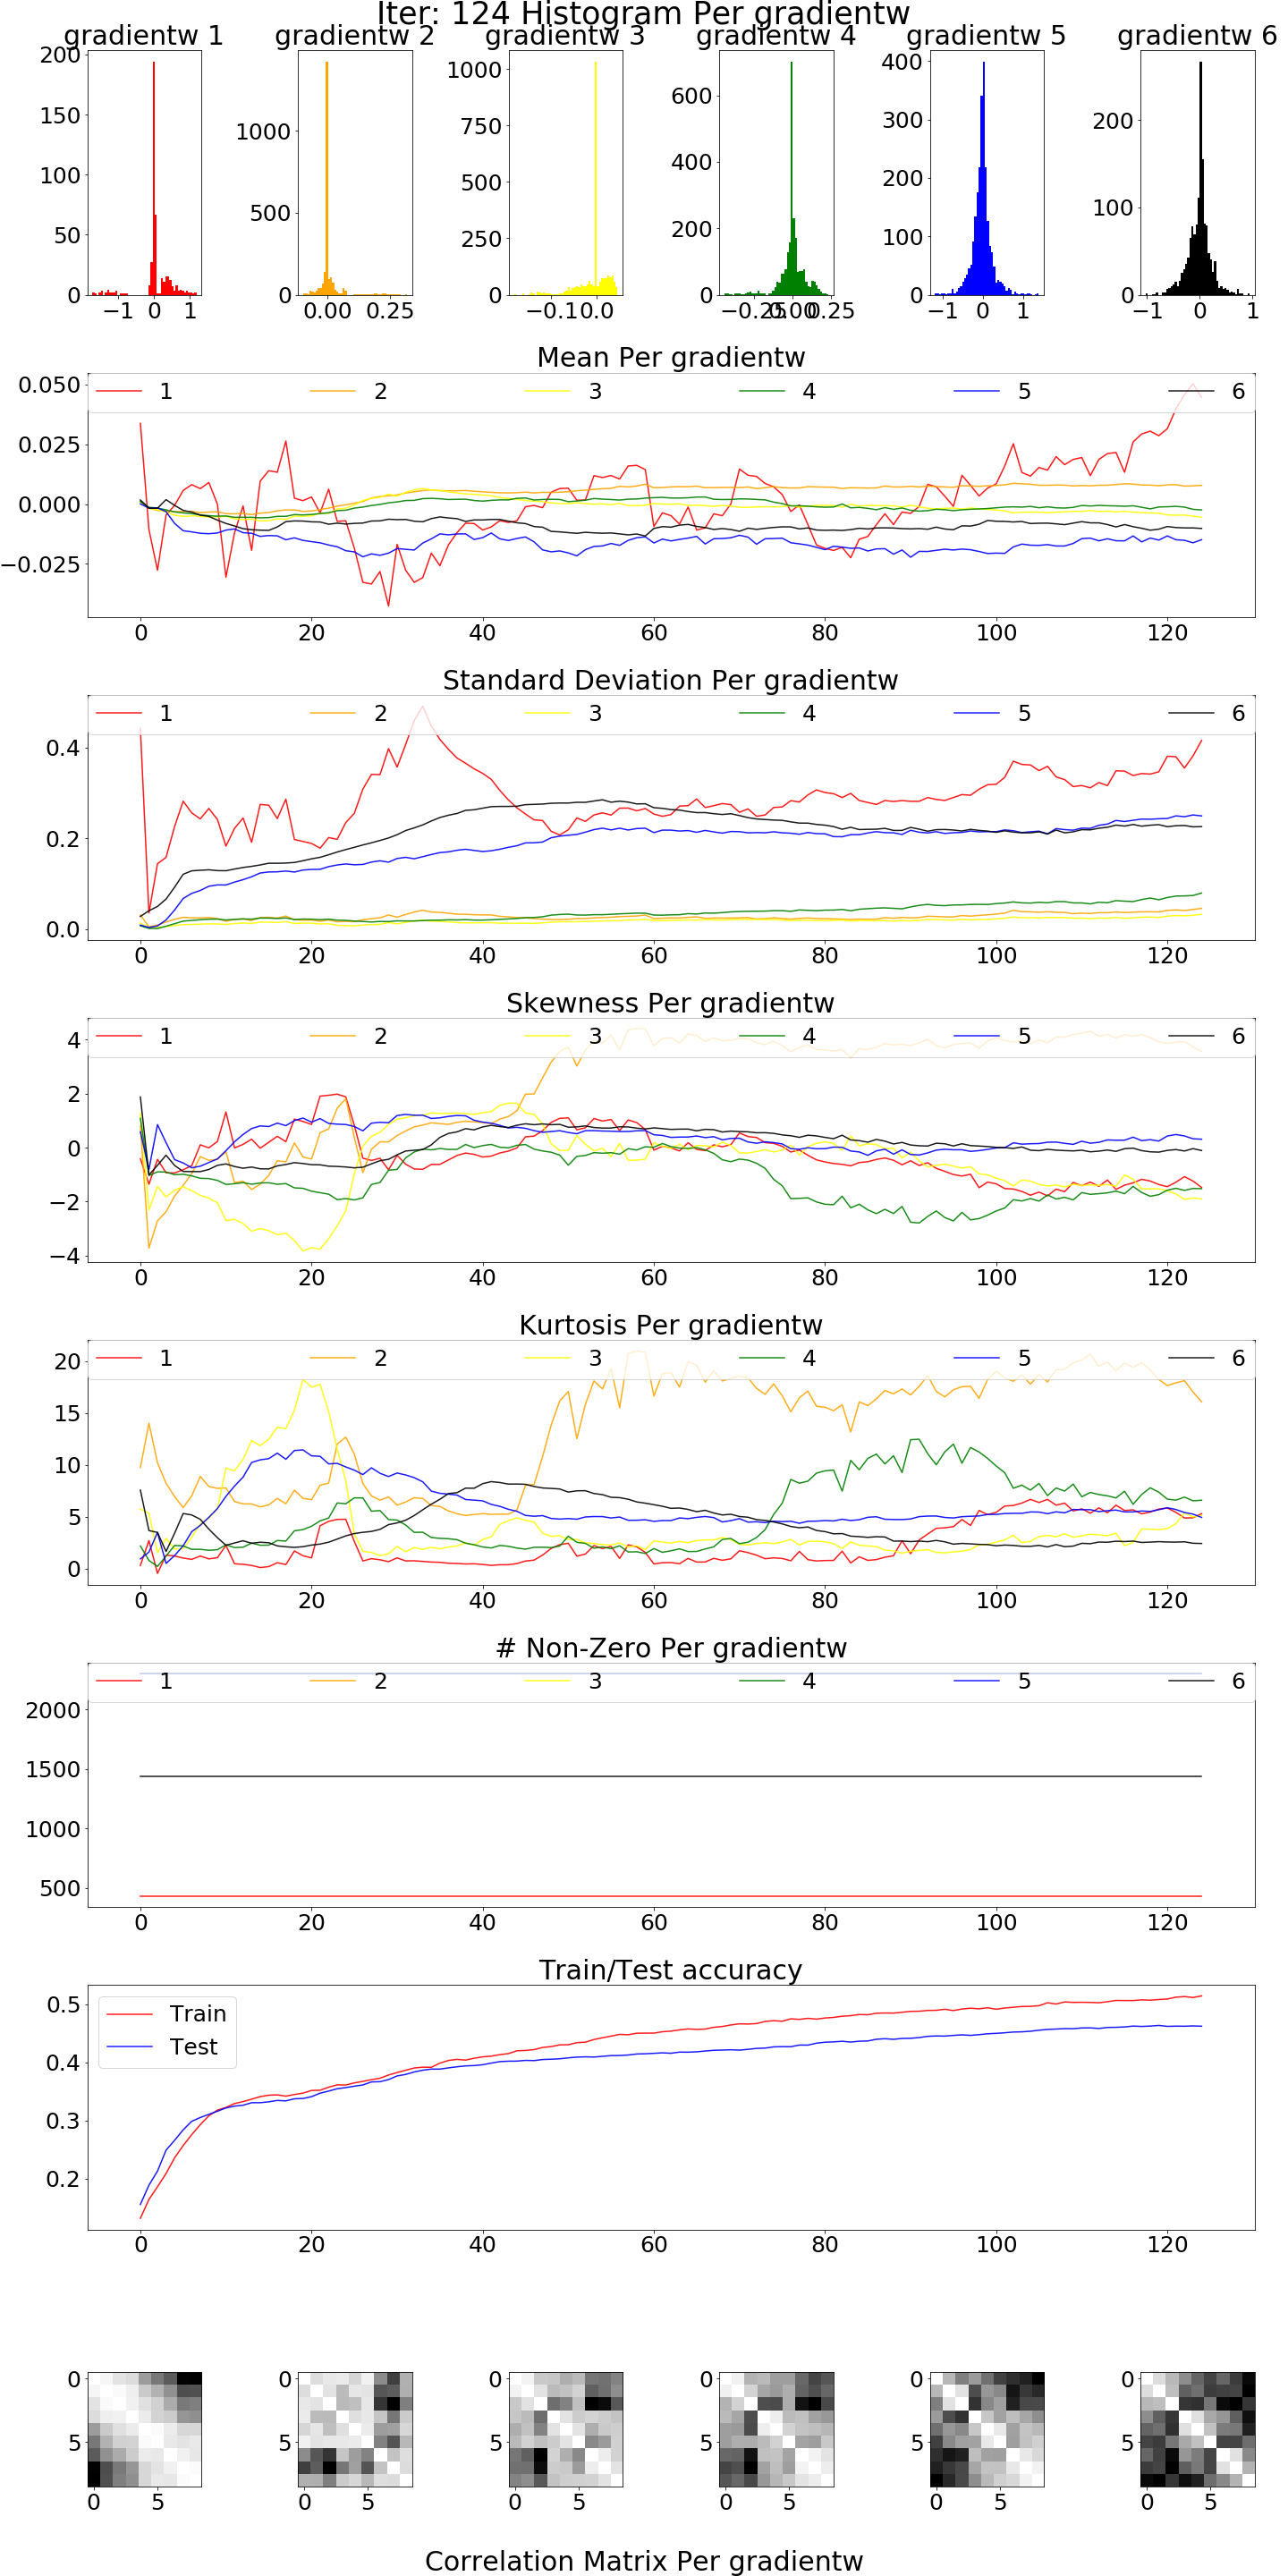 Iter: 124 Histogram Per gradientw
gradientw 1 gradientw 2 gradientw 3 gradientw 4 gradientw 5 gradientw 6
200
150
100
50
0
−1 0 1
1000
500
0
0.00 0.25
1000
750
500
250
0
−0.1 0.0
600
400
200
0
−0.25 0.00 0.25
400
300
200
100
0
−1 0 1
200
100
0
−1 0 1
Mean Per gradientw
1 2 3 4 5 6
0.050
0.025
0.000
−0.025
0 20 40 60 80 100 120
Standard Deviation Per gradientw
1 2 3 4 5 6
0.4
0.2
0.0
0 20 40 60 80 100 120
Skewness Per gradientw
1 2 3 4 5 6
4
2
0
−2
−4
0 20 40 60 80 100 120
Kurtosis Per gradientw
1 2 3 4 5 6
20
15
10
5
0
0 20 40 60 80 100 120
# Non-Zero Per gradientw
1 2 3 4 5 6
2000
1500
1000
500
0 20 40 60 80 100 120
Train/Test accuracy
Train
Test
0.5
0.4
0.3
0.2
0 20 40 60 80 100 120
0
5
0 5
0
5
0 5
0
5
0 5
0
5
0 5
0
5
0 5
0
5
0 5
Correlation Matrix Per gradientw